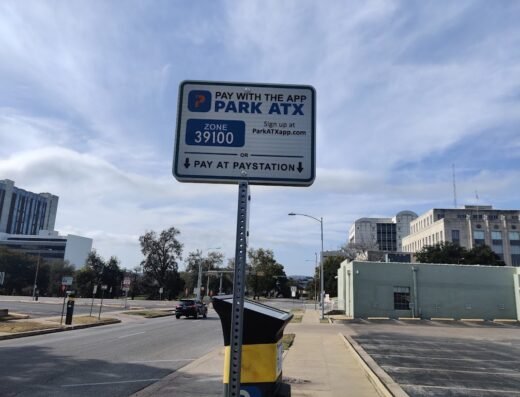 PAY WITH THE APP
PARK ATX
Sign up at
ParkATXapp.com
ZONE
39100
OR
PAY AT PAYSTATION